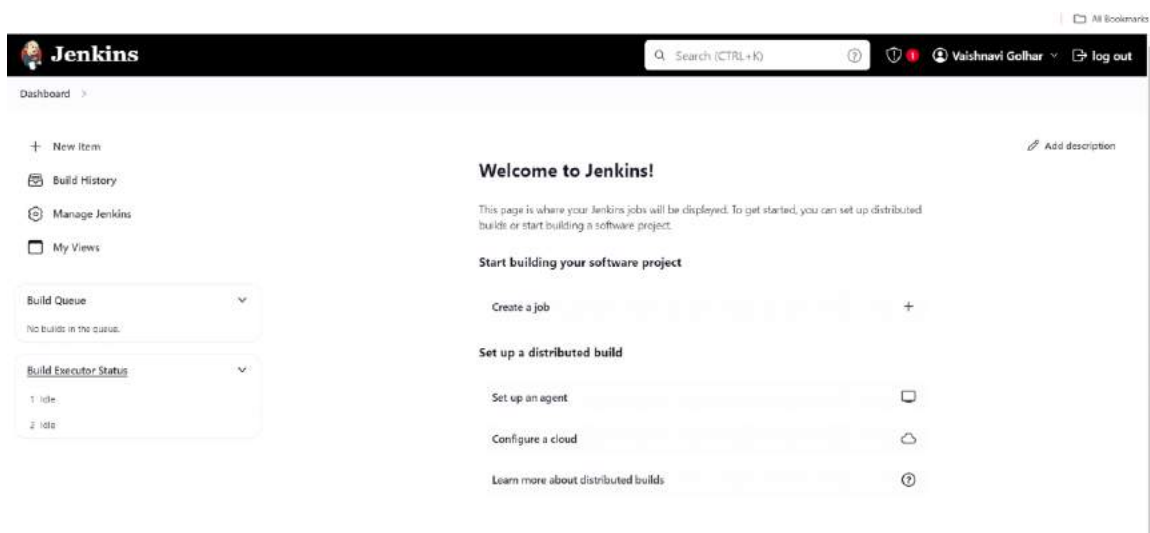 All Bookmarks
Jenkins
Search (CTRL+K)
1
Vaishnavi Golhar
log out
Dashboard >
+ New Item
Add description
Build History
Manage Jenkins
My Views
Welcome to Jenkins!
This page is where your Jenkins jobs will be displayed. To get started, you can set up distributed
builds or start building a software project.
Start building your software project
Create a job +
Set up a distributed build
Set up an agent
Configure a cloud
Learn more about distributed builds
Build Queue
No builds in the queue.
Build Executor Status
1 Idle
2 Idle